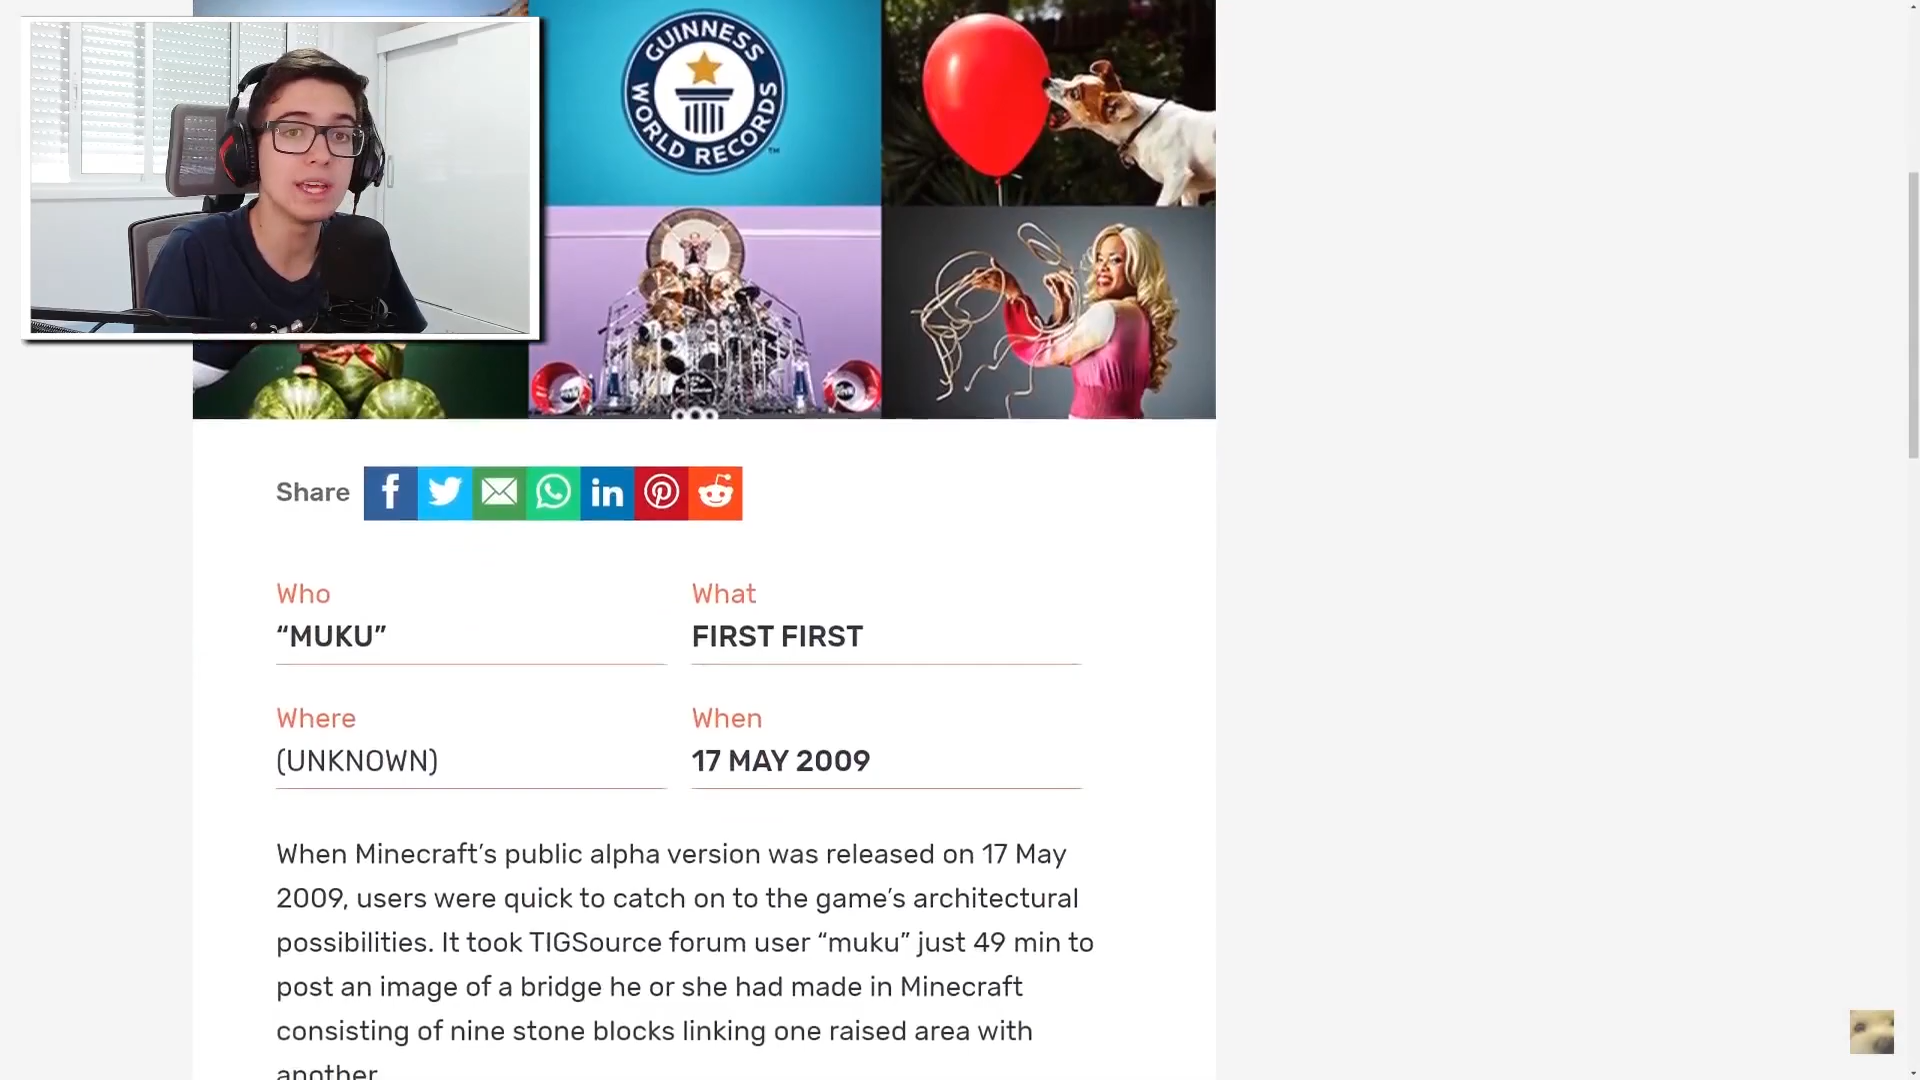 GUINNESS
WORLD RECORDS
™
Share
Who
“MUKU”
What
FIRST FIRST
Where
(UNKNOWN)
When
17 MAY 2009
When Minecraft’s public alpha version was released on 17 May
2009, users were quick to catch on to the game’s architectural
possibilities. It took TIGSource forum user “muku” just 49 min to
post an image of a bridge he or she had made in Minecraft
consisting of nine stone blocks linking one raised area with
another.